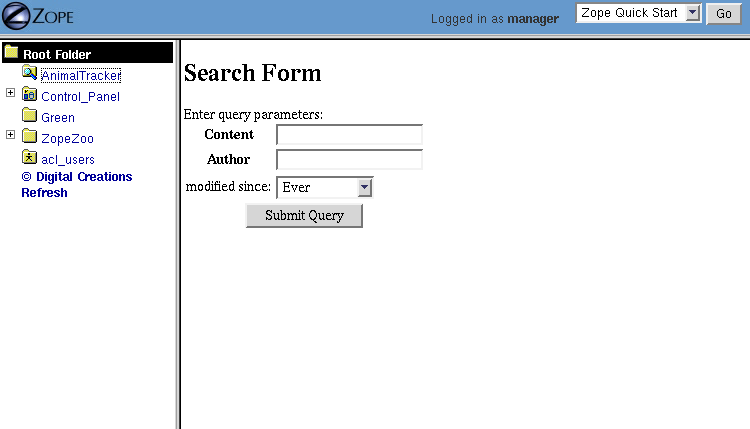 ZOPE
Logged in as manager
Zope Quick Start
Go
Root Folder
AnimalTracker
Control_Panel
Green
ZopeZoo
acl_users
© Digital Creations
Refresh
Search Form
Enter query parameters:
Content
Author
modified since: Ever
Submit Query